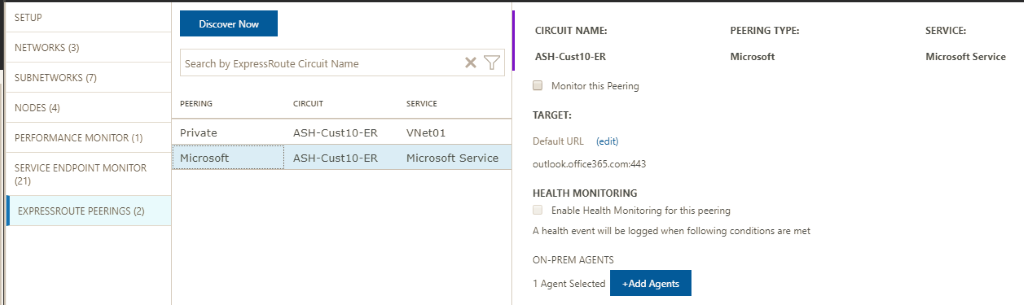 SETUP
NETWORKS (3)
SUBNETWORKS (7)
NODES (4)
PERFORMANCE MONITOR (1)
SERVICE ENDPOINT MONITOR
(21)
EXPRESSROUTE PEERINGS (2)
Discover Now
Search by ExpressRoute Circuit Name
PEERING CIRCUIT SERVICE
Private ASH-Cust10-ER VNet01
Microsoft ASH-Cust10-ER Microsoft Service
CIRCUIT NAME: PEERING TYPE: SERVICE:
ASH-Cust10-ER Microsoft Microsoft Service
Monitor this Peering
TARGET:
Default URL (edit)
outlook.office365.com:443
HEALTH MONITORING
Enable Health Monitoring for this peering
A health event will be logged when following conditions are met
ON-PREM AGENTS
1 Agent Selected +Add Agents